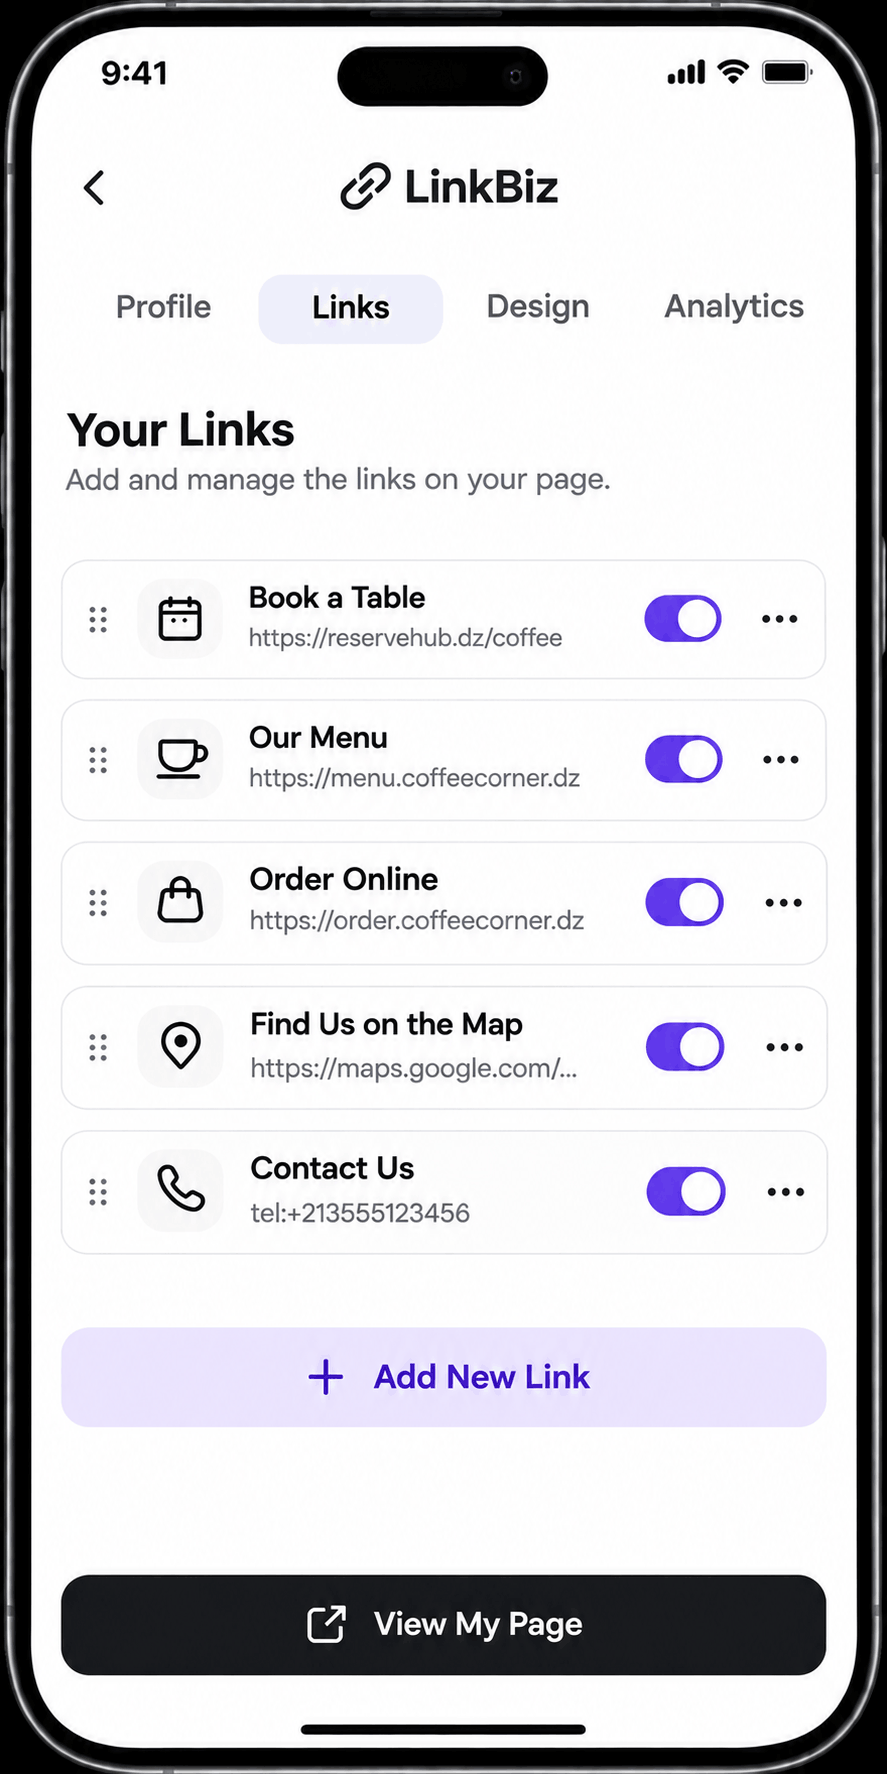 9:41
LinkBiz
Profile Links Design Analytics
Your Links
Add and manage the links on your page.
Book a Table
https://reservehub.dz/coffee
Our Menu
https://menu.coffeecorner.dz
Order Online
https://order.coffeecorner.dz
Find Us on the Map
https://maps.google.com/...
Contact Us
tel:+213555123456
+ Add New Link
View My Page